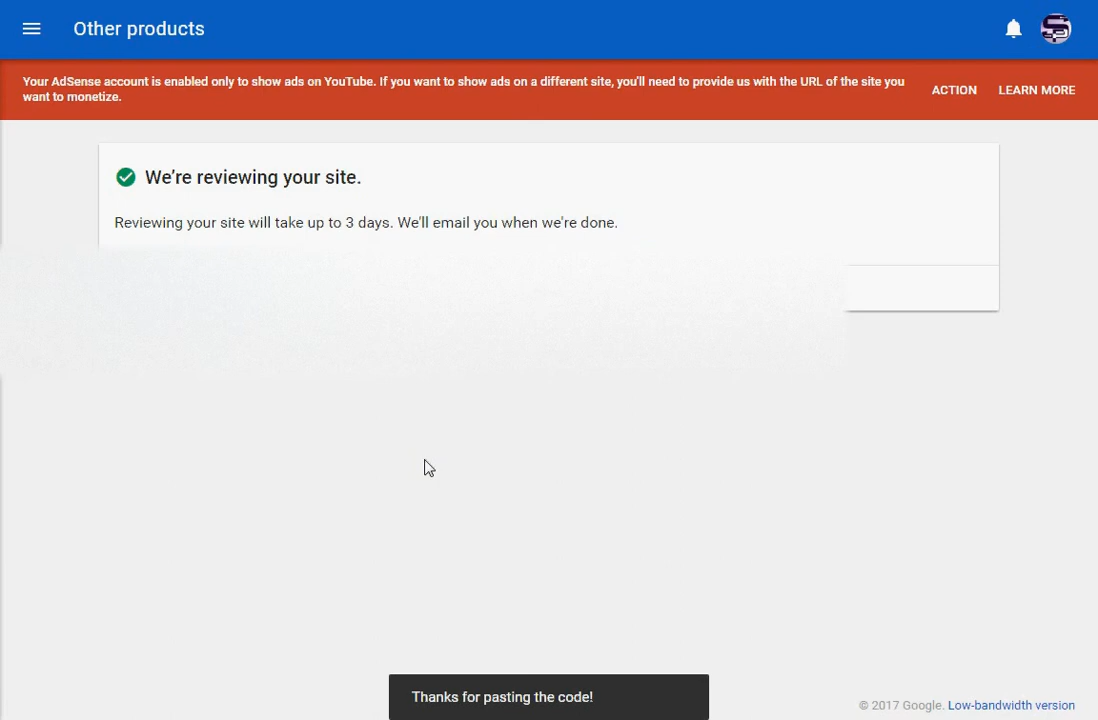 Other products
Your AdSense account is enabled only to show ads on YouTube. If you want to show ads on a different site, you'll need to provide us with the URL of the site you
want to monetize.
ACTION
LEARN MORE
We're reviewing your site.
Reviewing your site will take up to 3 days. We'll email you when we're done.
Thanks for pasting the code!
© 2017 Google. Low-bandwidth version